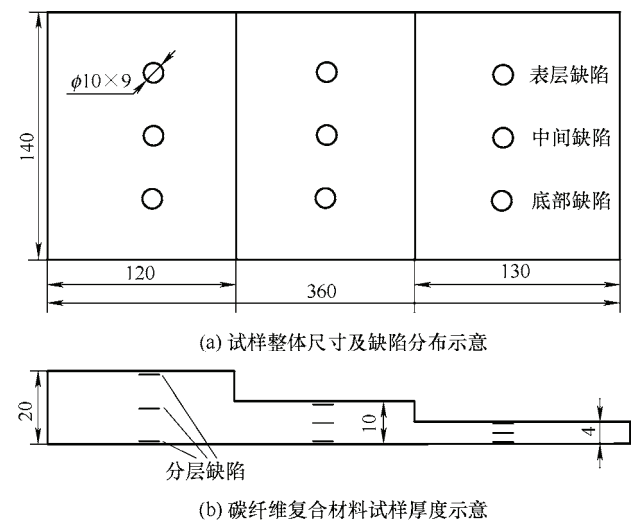 ϕ10×9
表层缺陷
中间缺陷
底部缺陷
140
120
130
360
(a) 试样整体尺寸及缺陷分布示意
20
10
4
分层缺陷
(b) 碳纤维复合材料试样厚度示意